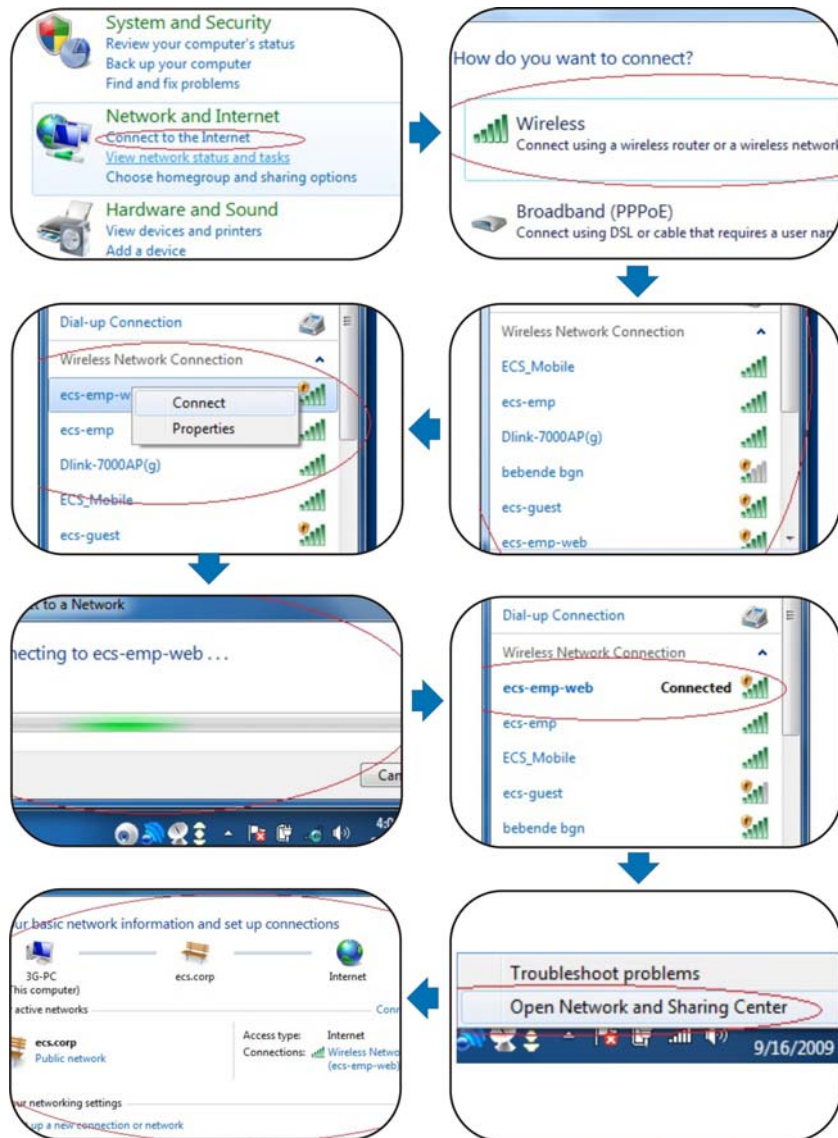 System and Security
Review your computer's status
Back up your computer
Find and fix problems
Network and Internet
Connect to the Internet
View network status and tasks
Choose homegroup and sharing options
Hardware and Sound
View devices and printers
Add a device
How do you want to connect?
Wireless
Connect using a wireless router or a wireless network
Broadband (PPPoE)
Connect using DSL or cable that requires a user
Wireless Network Connection
ECS_Mobile
ecs-emp
Dlink-7000AP(g)
bebende bgn
ecs-guest
ecs-emp-web
Dial-up Connection
Wireless Network Connection
ecs-emp-w
Connect
Properties
ecs-emp
Dlink-7000AP(g)
ECS_Mobile
ecs-guest
to a Network
necting to ecs-emp-web . . .
Can
4:0
Dial-up Connection
Wireless Network Connection
ecs-emp-web Connected
ecs-emp
ECS_Mobile
ecs-guest
bebende bgn
Troubleshoot problems
Open Network and Sharing Center
9/16/2009
ur basic network information and set up connections
3G-PC ecs.corp Internet
his computer)
active networks Conn
ecs.corp
Public network
Access type: Internet
Connections: Wireless Netwo
(ecs-emp-web)
ur networking settings
up a new connection or network